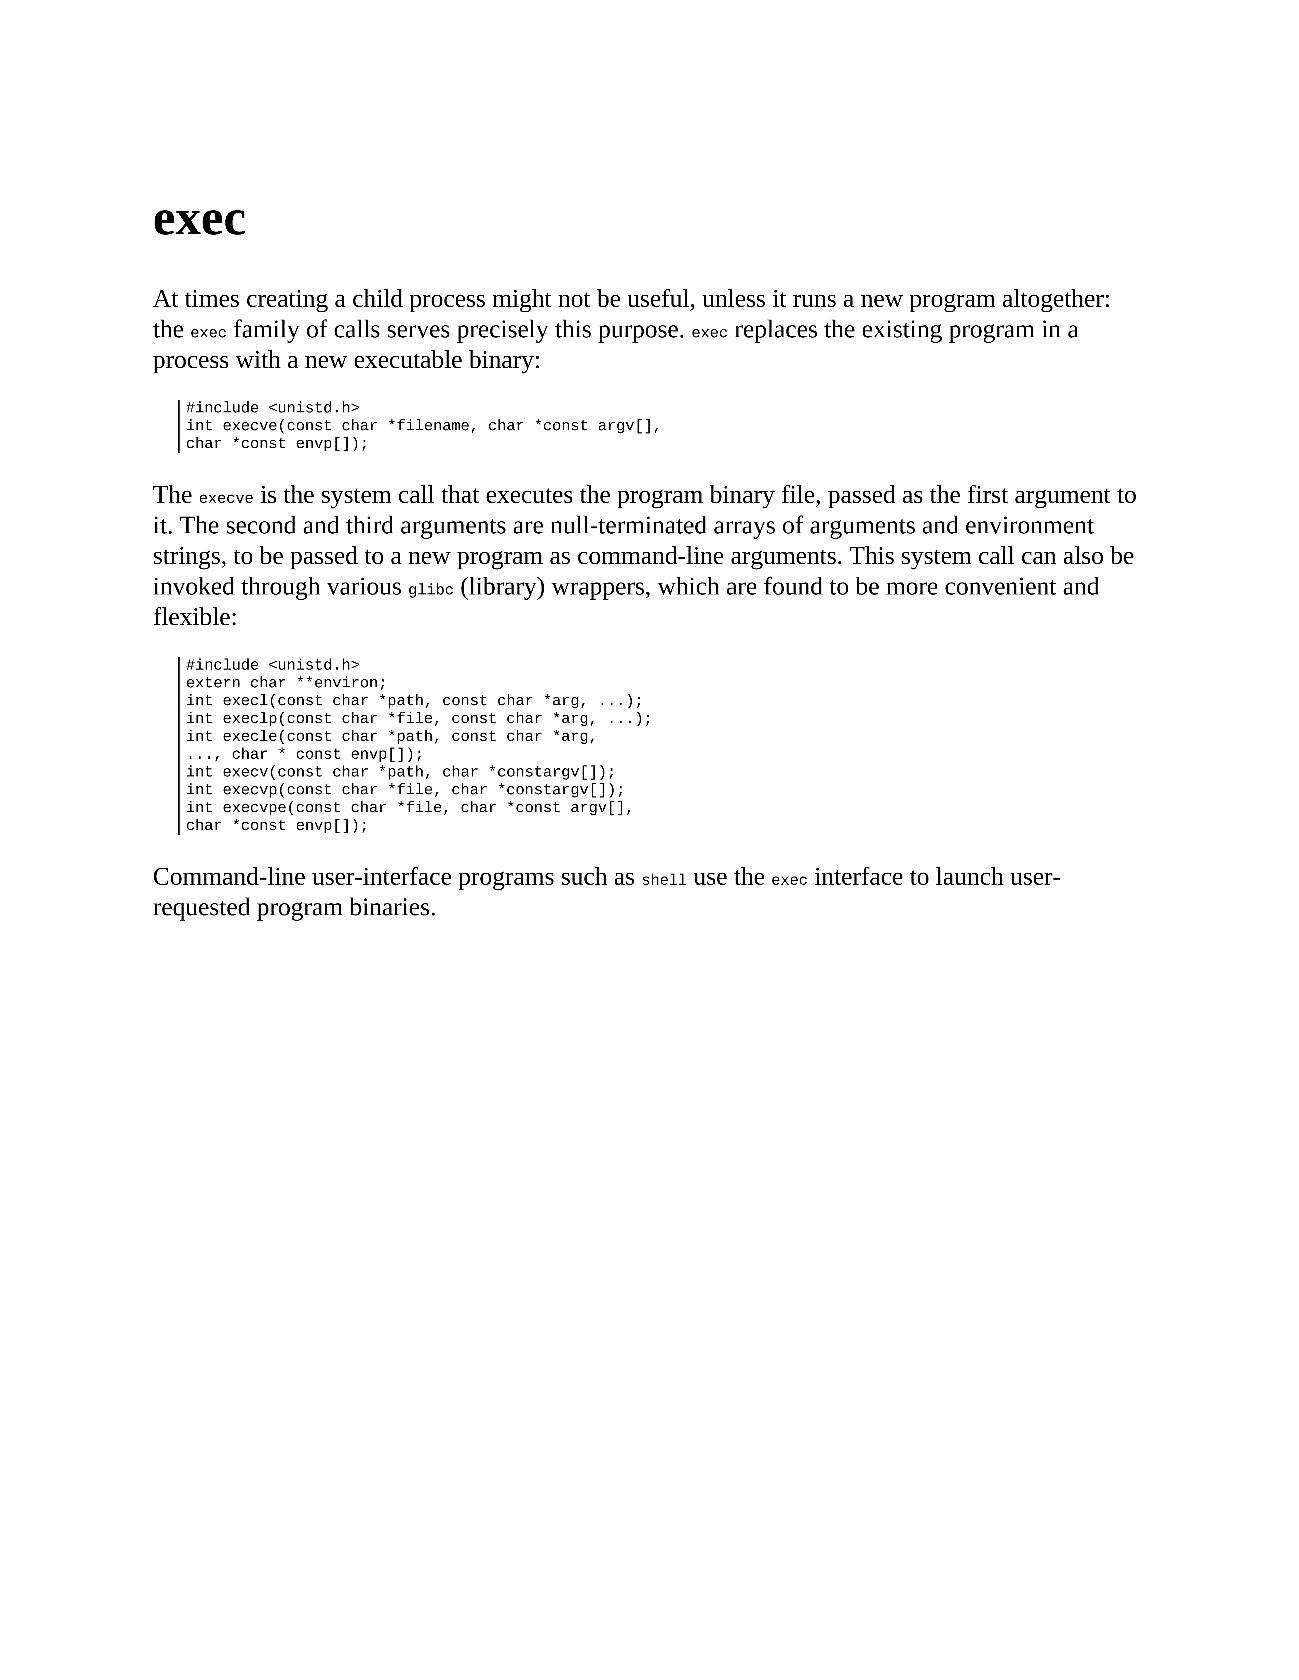 exec
At times creating a child process might not be useful, unless it runs a new program altogether:
the exec family of calls serves precisely this purpose. exec replaces the existing program in a
process with a new executable binary:
#include <unistd.h>
int execve(const char *filename, char *const argv[],
char *const envp[]);
The execve is the system call that executes the program binary file, passed as the first argument to
it. The second and third arguments are null-terminated arrays of arguments and environment
strings, to be passed to a new program as command-line arguments. This system call can also be
invoked through various glibc (library) wrappers, which are found to be more convenient and
flexible:
#include <unistd.h>
extern char **environ;
int execl(const char *path, const char *arg, ...);
int execlp(const char *file, const char *arg, ...);
int execle(const char *path, const char *arg,
..., char * const envp[]);
int execv(const char *path, char *constargv[]);
int execvp(const char *file, char *constargv[]);
int execvpe(const char *file, char *const argv[],
char *const envp[]);
Command-line user-interface programs such as shell use the exec interface to launch user-
requested program binaries.